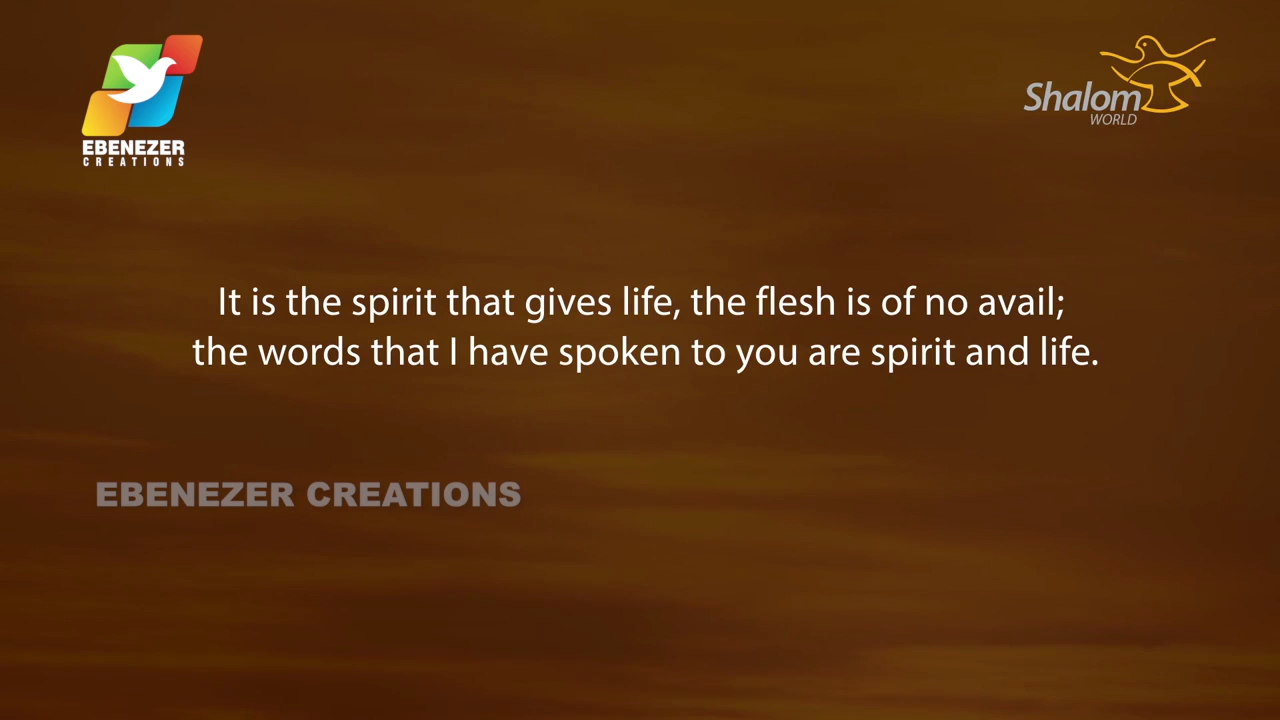 EBENEZER
CREATIONS
Shalom
WORLD
It is the spirit that gives life, the flesh is of no avail;
the words that I have spoken to you are spirit and life.
EBENEZER CREATIONS